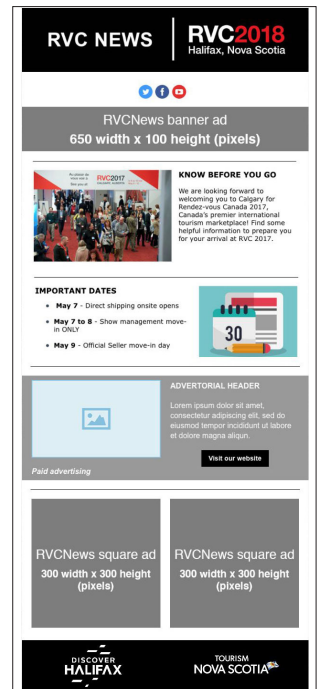 RVC NEWS
RVC2018
Halifax, Nova Scotia
RVCNews banner ad
650 width x 100 height (pixels)
RVC2017
KNOW BEFORE YOU GO
We are looking forward to
welcoming you to Calgary for
Rendez-vous Canada 2017,
Canada's premier international
tourism marketplace! Find some
helpful information to prepare you
for your arrival at RVC 2017.
IMPORTANT DATES
• May 7 - Direct shipping onsite opens
• May 7 to 8 - Show management move-
in ONLY
• May 9 - Official Seller move-in day
30
ADVERTORIAL HEADER
Lorem ipsum dolor sit amet,
consectetur adipiscing elit, sed do
eiusmod tempor incididunt ut labore
et dolore magna aliqun.
Visit our website
Paid advertising
RVCNews square ad
300 width x 300 height
(pixels)
RVCNews square ad
300 width x 300 height
(pixels)
DISCOVER
HALIFAX
TOURISM
NOVA SCOTIA